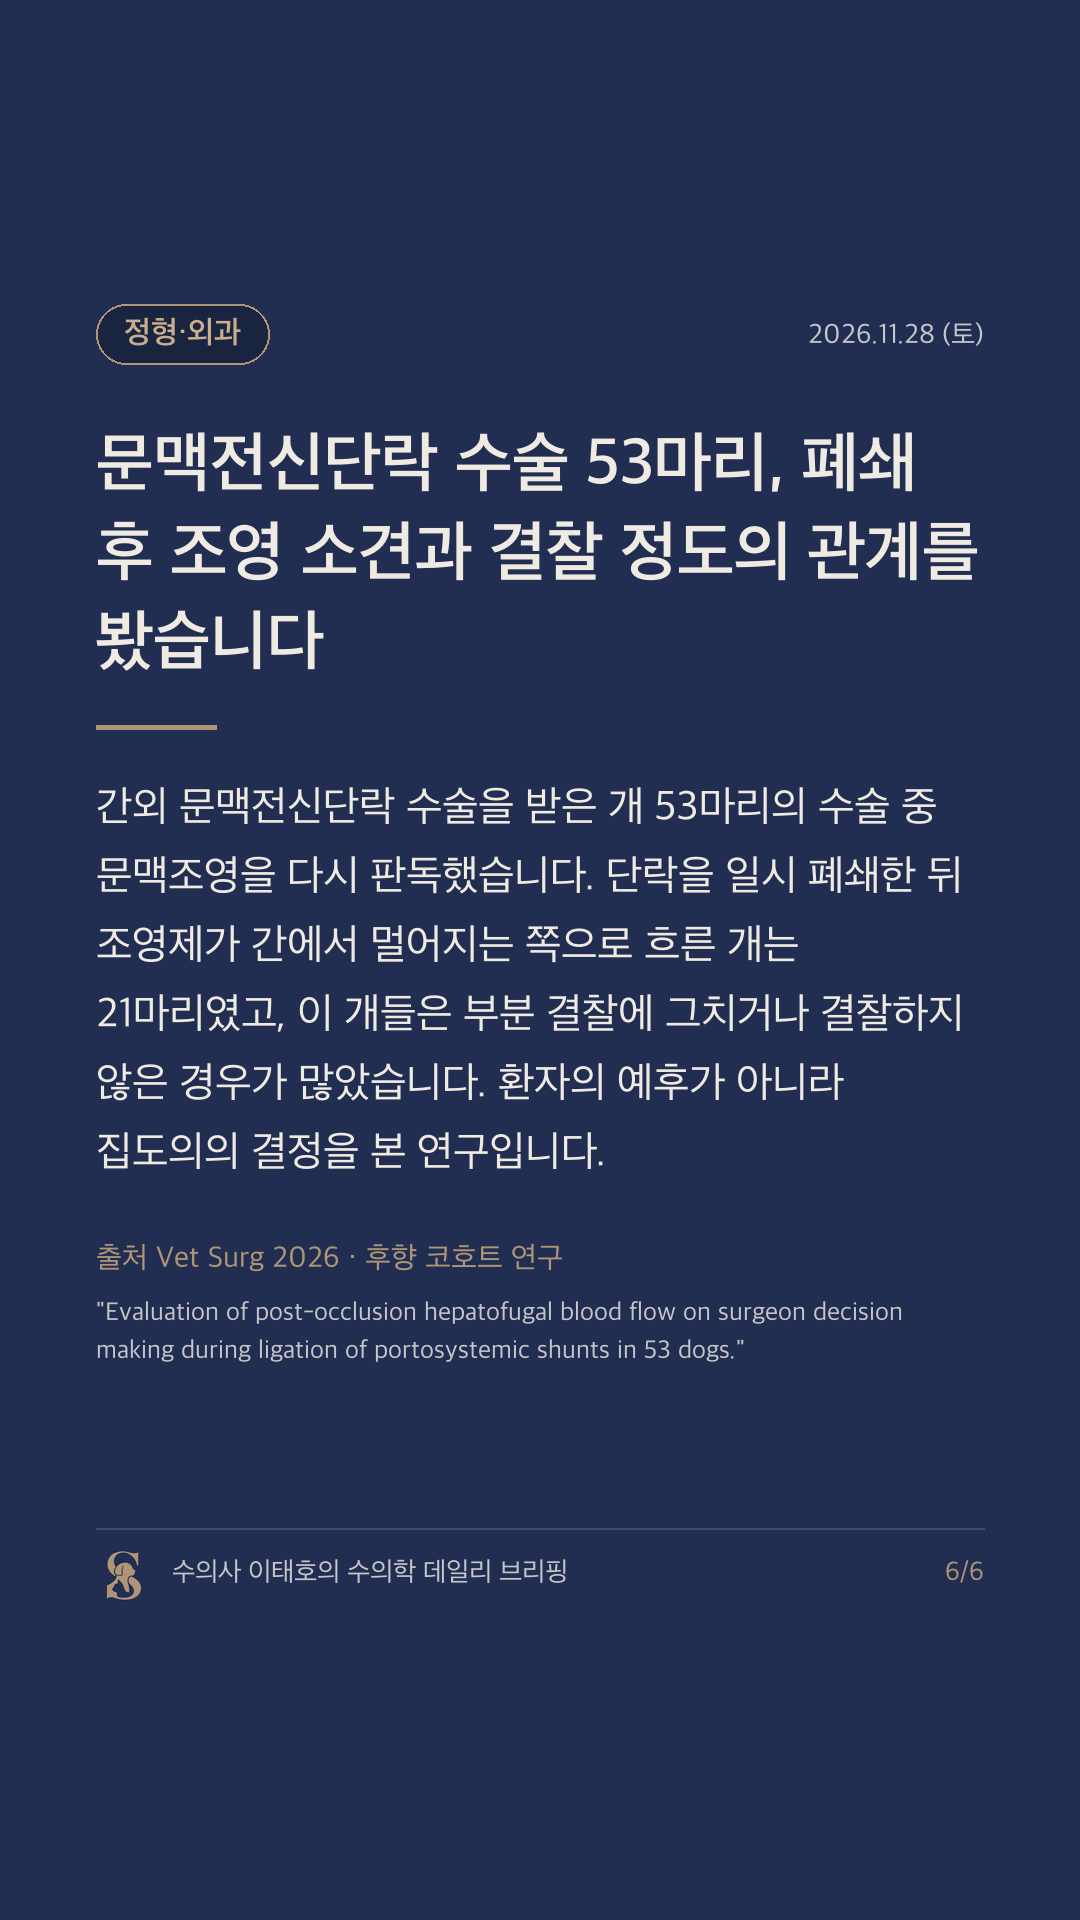 정형·외과
2026.11.28 (토)
문맥전신단락 수술 53마리, 폐쇄
후 조영 소견과 결찰 정도의 관계를
봤습니다
간외 문맥전신단락 수술을 받은 개 53마리의 수술 중
문맥조영을 다시 판독했습니다. 단락을 일시 폐쇄한 뒤
조영제가 간에서 멀어지는 쪽으로 흐른 개는
21마리였고, 이 개들은 부분 결찰에 그치거나 결찰하지
않은 경우가 많았습니다. 환자의 예후가 아니라
집도의의 결정을 본 연구입니다.
출처 Vet Surg 2026 · 후향 코호트 연구
"Evaluation of post-occlusion hepatofugal blood flow on surgeon decision
making during ligation of portosystemic shunts in 53 dogs."
수의사 이태호의 수의학 데일리 브리핑
6/6